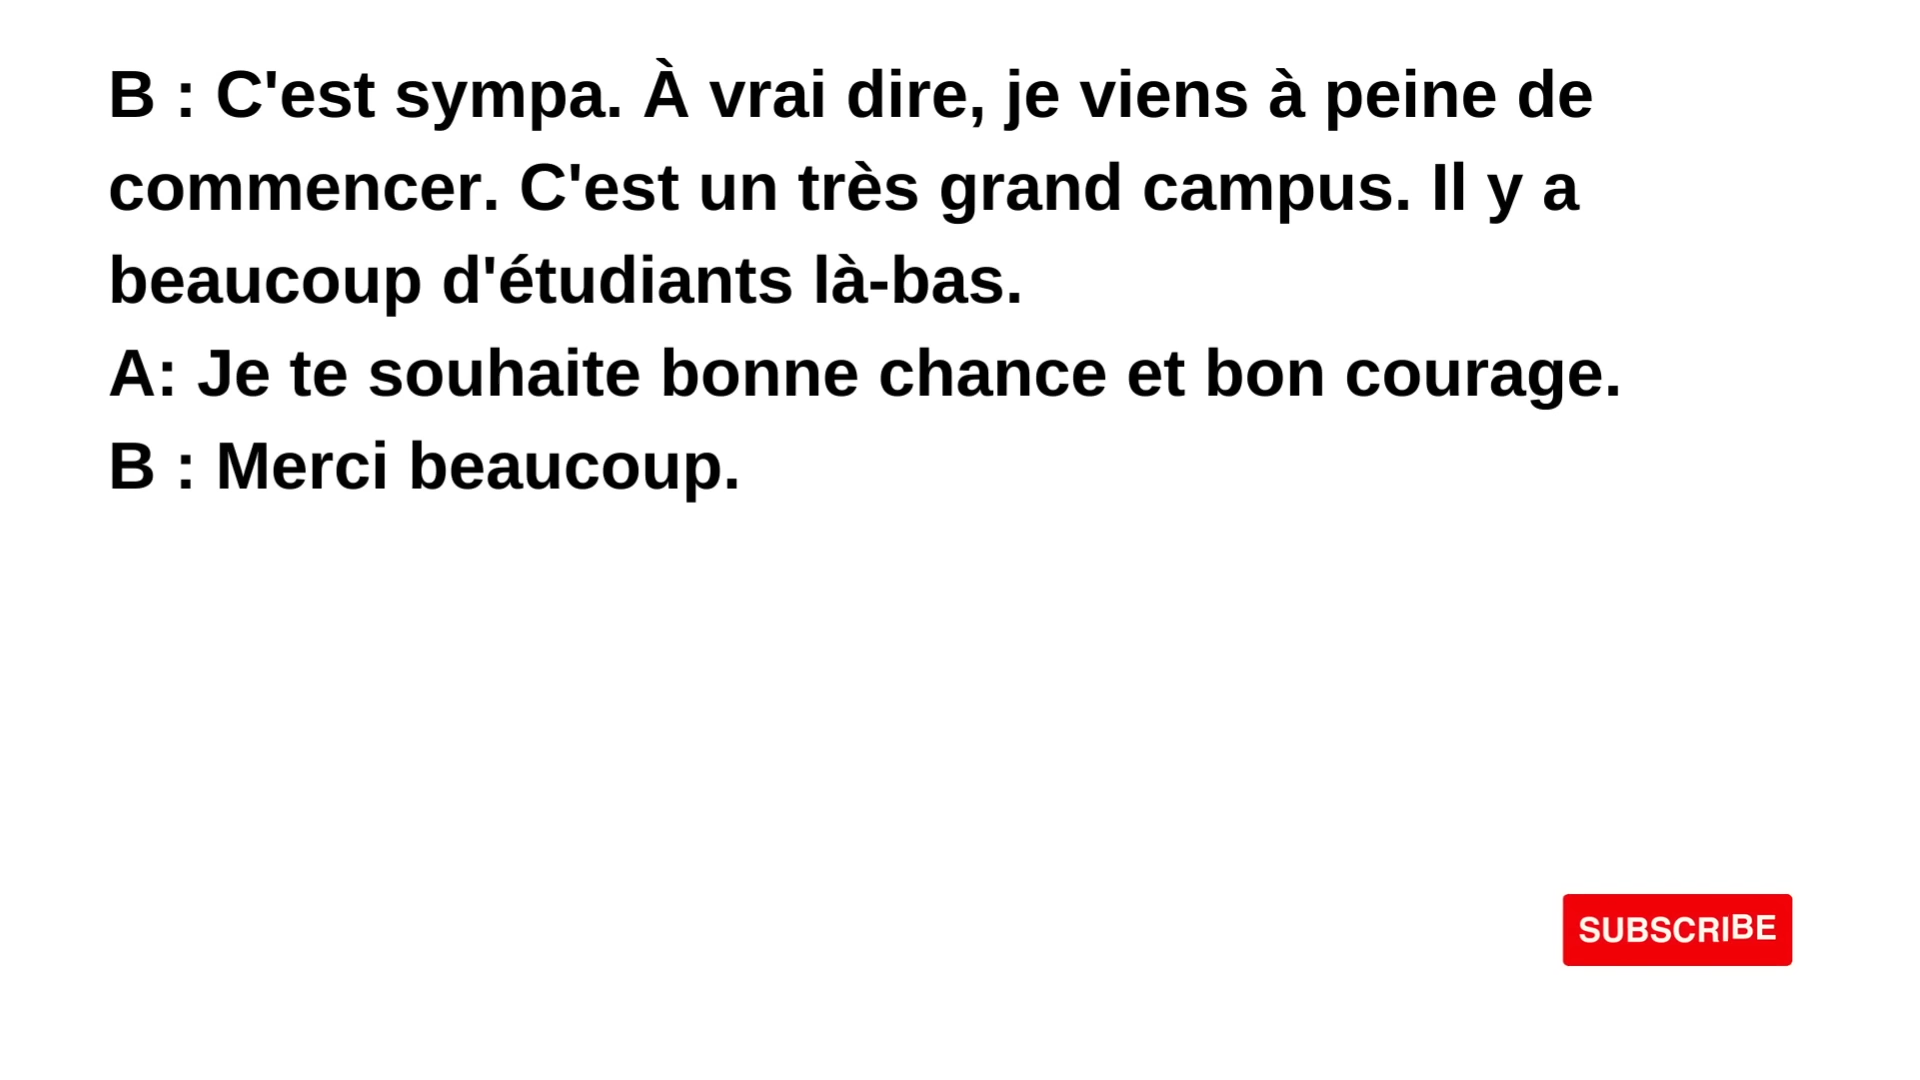 B : C'est sympa. À vrai dire, je viens à peine de
commencer. C'est un très grand campus. Il y a
beaucoup d'étudiants là-bas.
A: Je te souhaite bonne chance et bon courage.
B : Merci beaucoup.
SUBSCRIBE